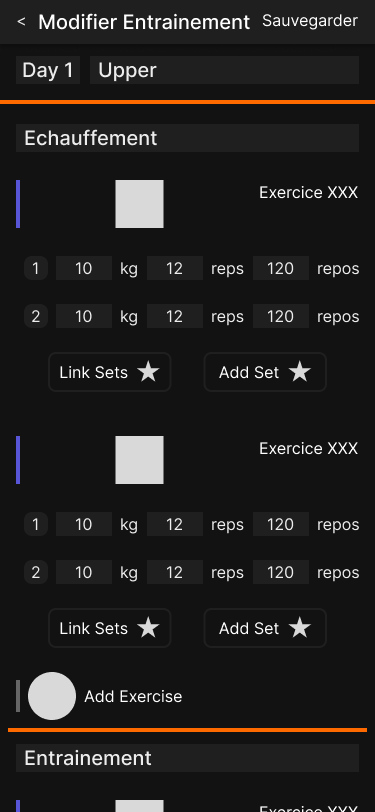 < Modifier Entrainement Sauvegarder
Day 1 Upper
Echauffement
Exercice XXX
1 10 kg 12 reps 120 repos
2 10 kg 12 reps 120 repos
Link Sets Add Set
Exercice XXX
1 10 kg 12 reps 120 repos
2 10 kg 12 reps 120 repos
Link Sets Add Set
Add Exercise
Entrainement
Exercice XXX